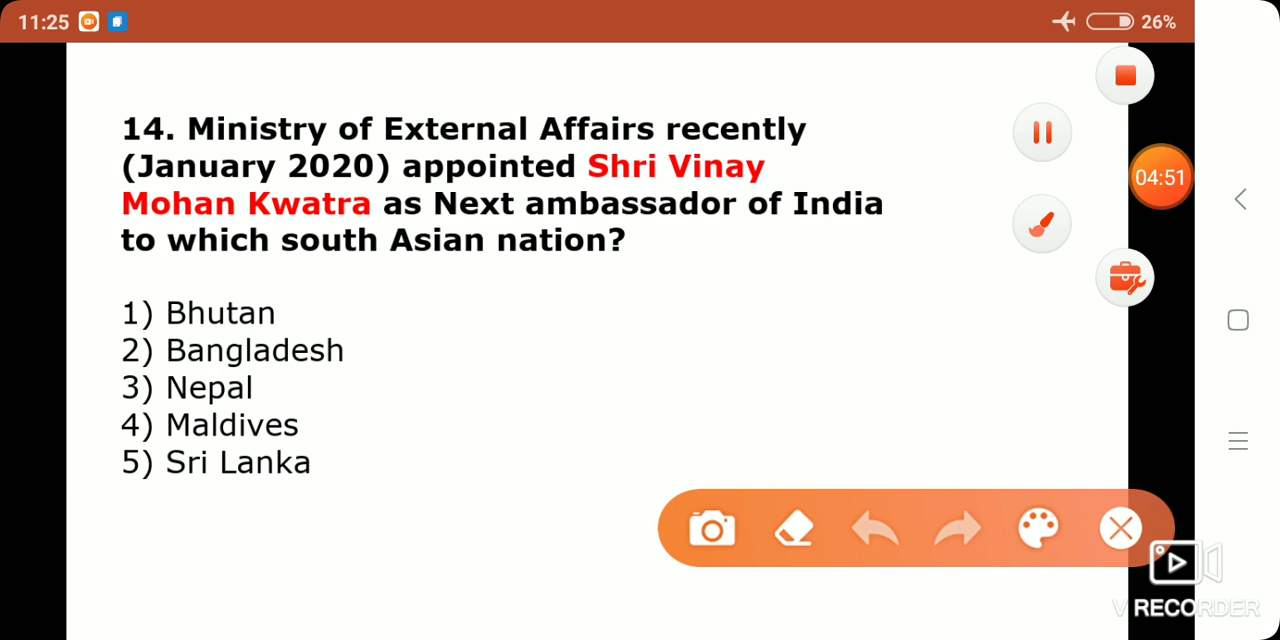 11:25
26%
14. Ministry of External Affairs recently
(January 2020) appointed Shri Vinay
Mohan Kwatra as Next ambassador of India
to which south Asian nation?
04:51
1) Bhutan
2) Bangladesh
3) Nepal
4) Maldives
5) Sri Lanka
V RECORDER